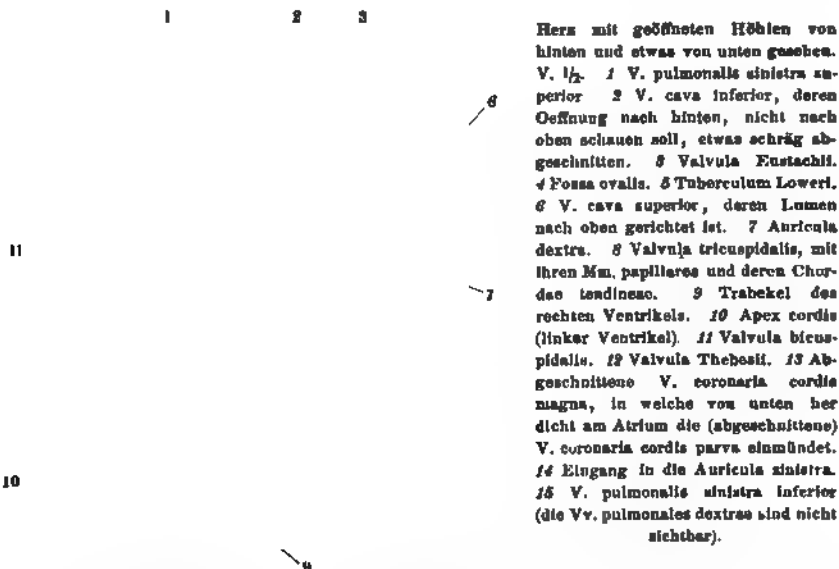 1 2 3
6
11
7
10
9
Herz mit geöffneten Höhlen von
hinten und etwas von unten gesehen.
V. 1/2. 1 V. pulmonalis sinistra su-
perior 2 V. cava inferior, deren
Oeffnung nach hinten, nicht nach
oben schauen soll, etwas schräg ab-
geschnitten. 3 Valvula Eustachii.
4 Fossa ovalis. 5 Tuberculum Loweri.
6 V. cava superior, deren Lumen
nach oben gerichtet ist. 7 Auricula
dextra. 8 Valvula tricuspidalis, mit
ihren Mm. papillares und deren Chor-
dae tendineae. 9 Trabekel des
rechten Ventrikels. 10 Apex cordis
(linker Ventrikel). 11 Valvula bicus-
pidalis. 12 Valvula Thebesii. 13 Ab-
geschnittene V. coronaria cordis
magna, in welche von unten her
dicht am Atrium die (abgeschnittene)
V. coronaria cordis parva einmündet.
14 Eingang in die Auricula sinistra.
15 V. pulmonalis sinistra inferior
(die Vv. pulmonales dextrae sind nicht
sichtbar).